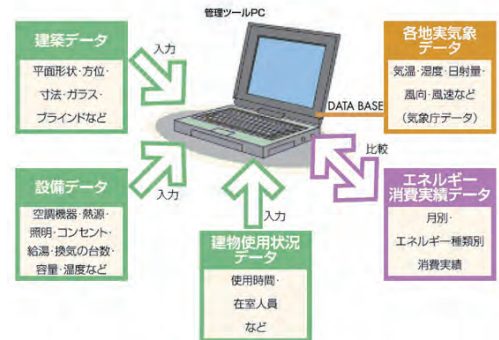 管理ツールPC
建築データ
平面形状・方位・
寸法・ガラス・
ブラインドなど
入力
各地実気象
データ
気温・湿度・日射量・
風向・風速など
(気象庁データ)
DATA BASE
比較
設備データ
空調機器・熱源・
照明・コンセント・
給湯・換気の台数・
容量・温度など
入力
入力
建物使用状況
データ
使用時間・
在室人員
など
エネルギー
消費実績データ
月別・
エネルギー種類別
消費実績